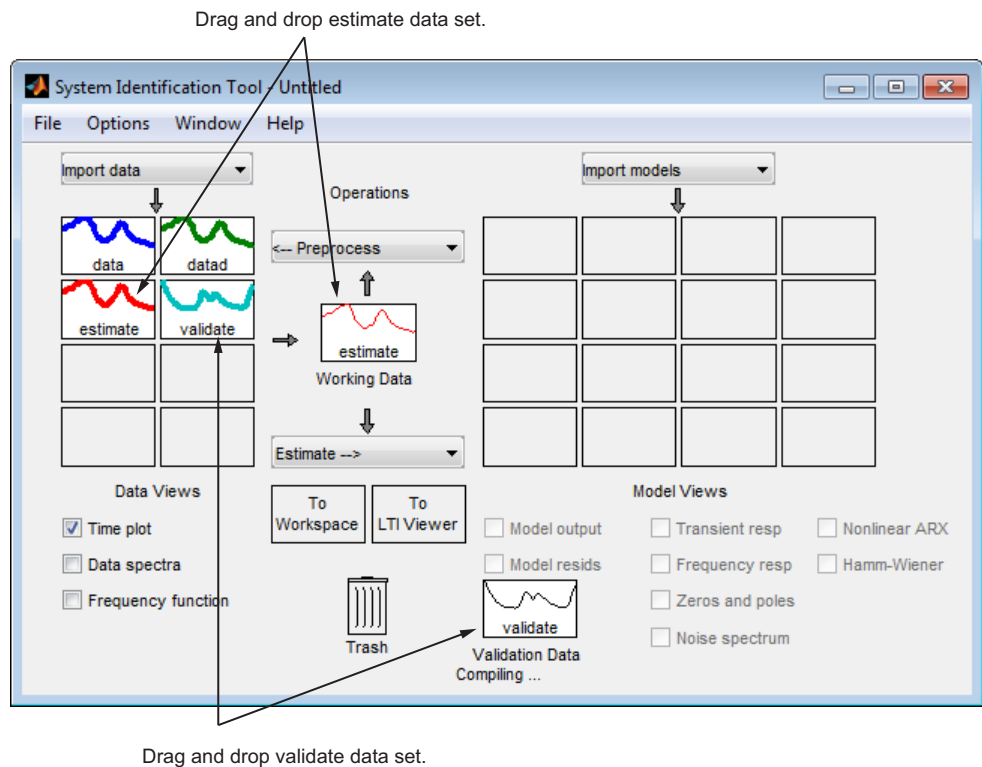 Drag and drop estimate data set.
System Identification Tool - Untitled
File Options Window Help
Import data
Operations
Import models
data
datad
<-- Preprocess
estimate
validate
estimate
Working Data
Estimate -->
Data Views
To
Workspace
To
LTI Viewer
Model Views
Time plot
Data spectra
Frequency function
Model output
Transient resp
Nonlinear ARX
Model resids
Frequency resp
Hamm-Wiener
Zeros and poles
Noise spectrum
Trash
validate
Validation Data
Compiling ...
Drag and drop validate data set.